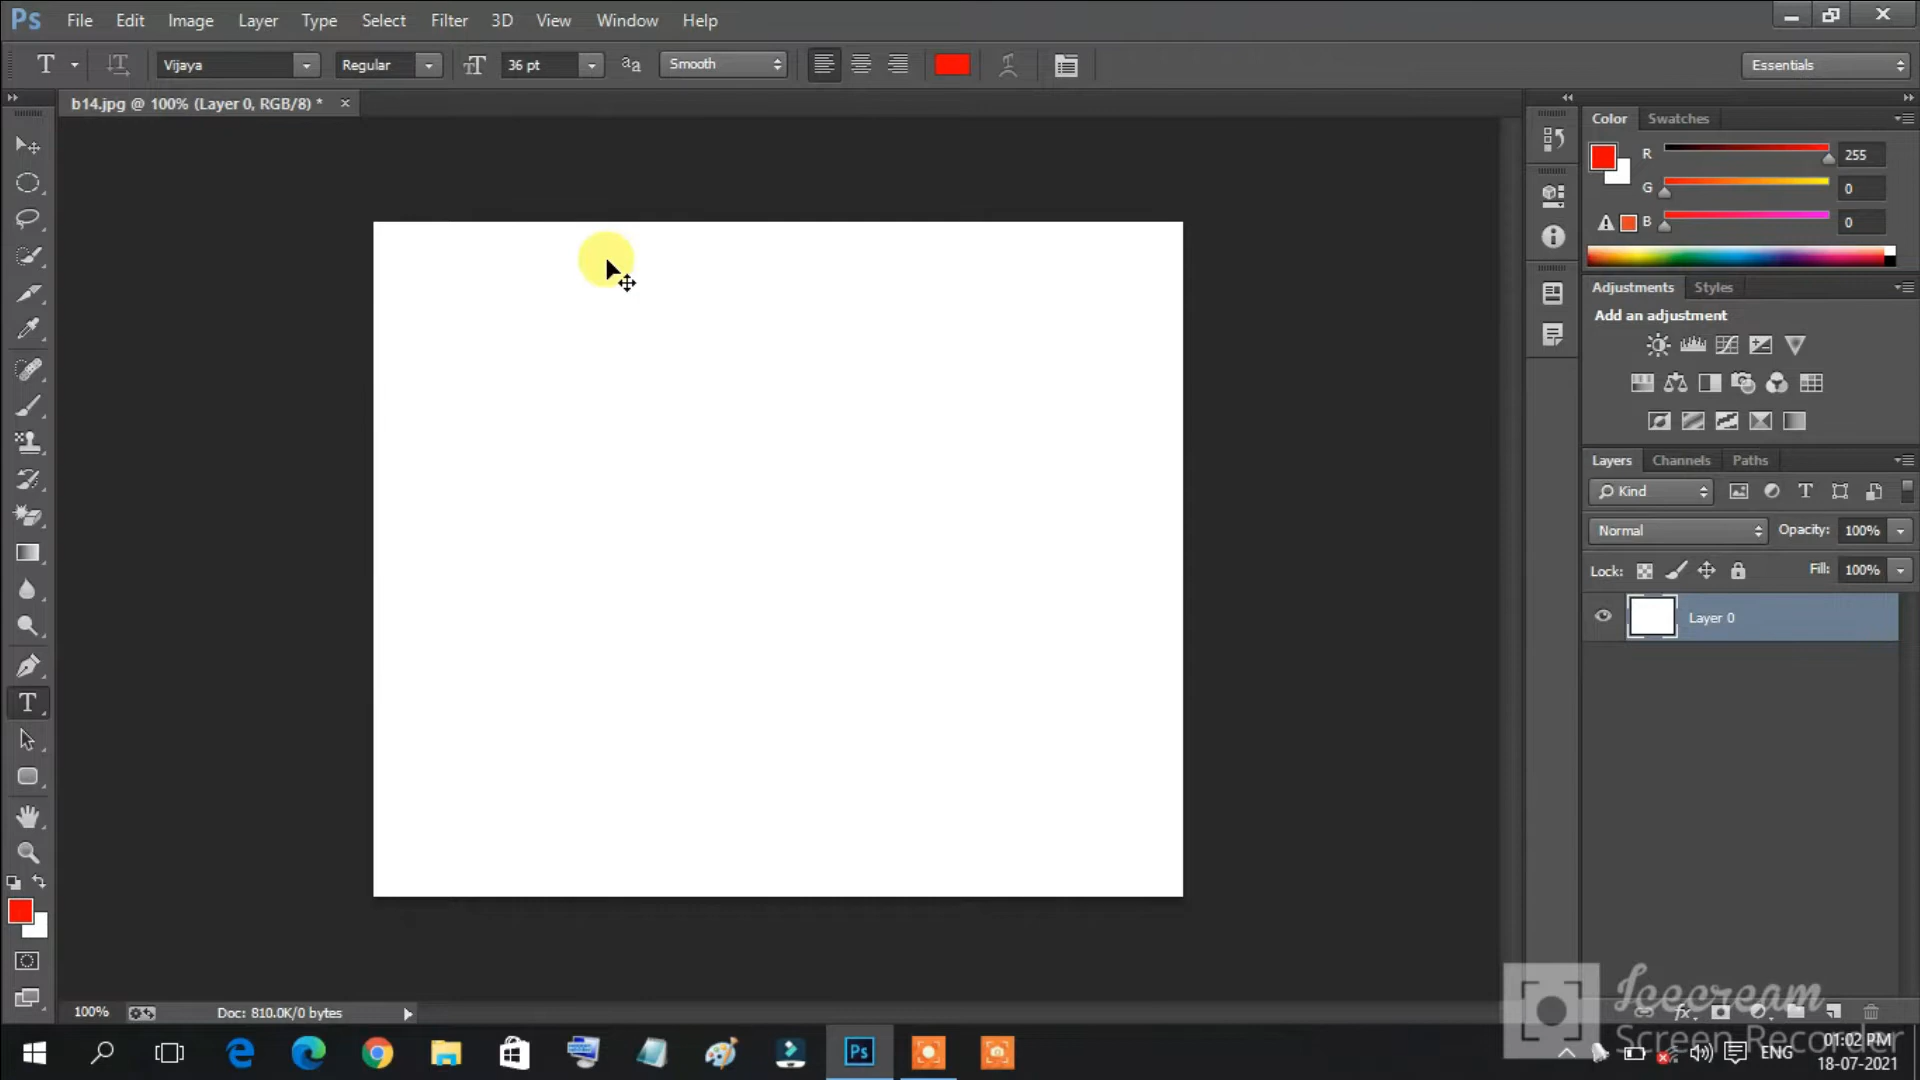 Ps File Edit Image Layer Type Select Filter 3D View Window Help
T Vijaya Regular 36 pt Smooth Essentials
b14.jpg @ 100% (Layer 0, RGB/8) *
Color Swatches
R 255
G 0
B 0
Adjustments Styles
Add an adjustment
Layers Channels Paths
Kind
Normal Opacity: 100%
Lock: Fill: 100%
Layer 0
100% Doc: 810.0K/0 bytes
Icecream
Screen Recorder
Ps ENG 01:02 PM
18-07-2021